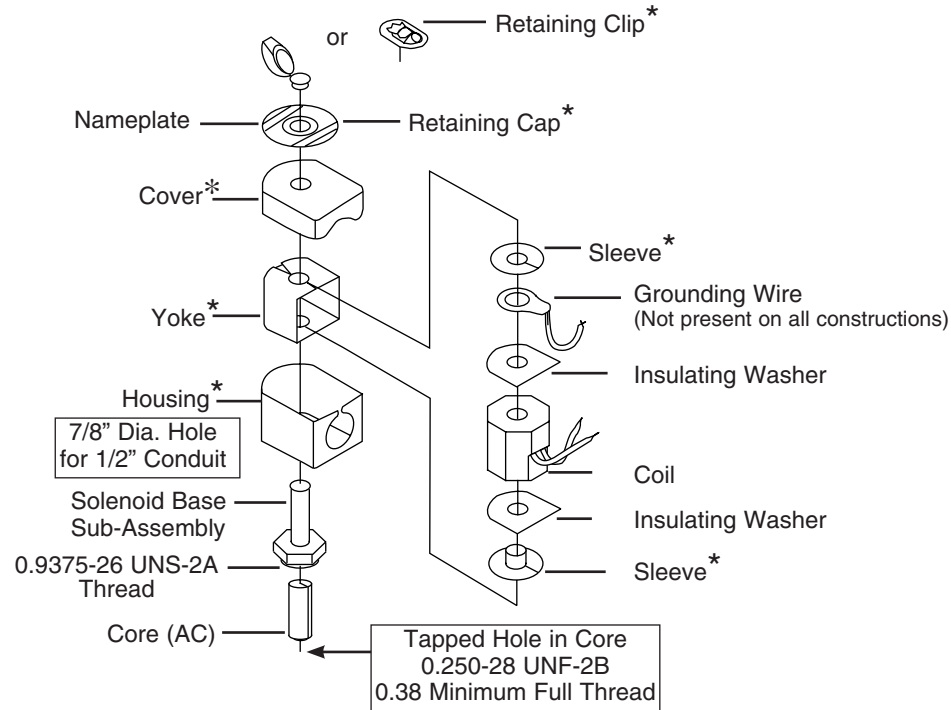 or
Retaining Clip*
Nameplate
Retaining Cap*
Cover*
Sleeve*
Grounding Wire
(Not present on all constructions)
Yoke*
Insulating Washer
Housing*
7/8” Dia. Hole
for 1/2” Conduit
Coil
Solenoid Base
Sub-Assembly
Insulating Washer
0.9375-26 UNS-2A
Thread
Sleeve*
Core (AC)
Tapped Hole in Core
0.250-28 UNF-2B
0.38 Minimum Full Thread